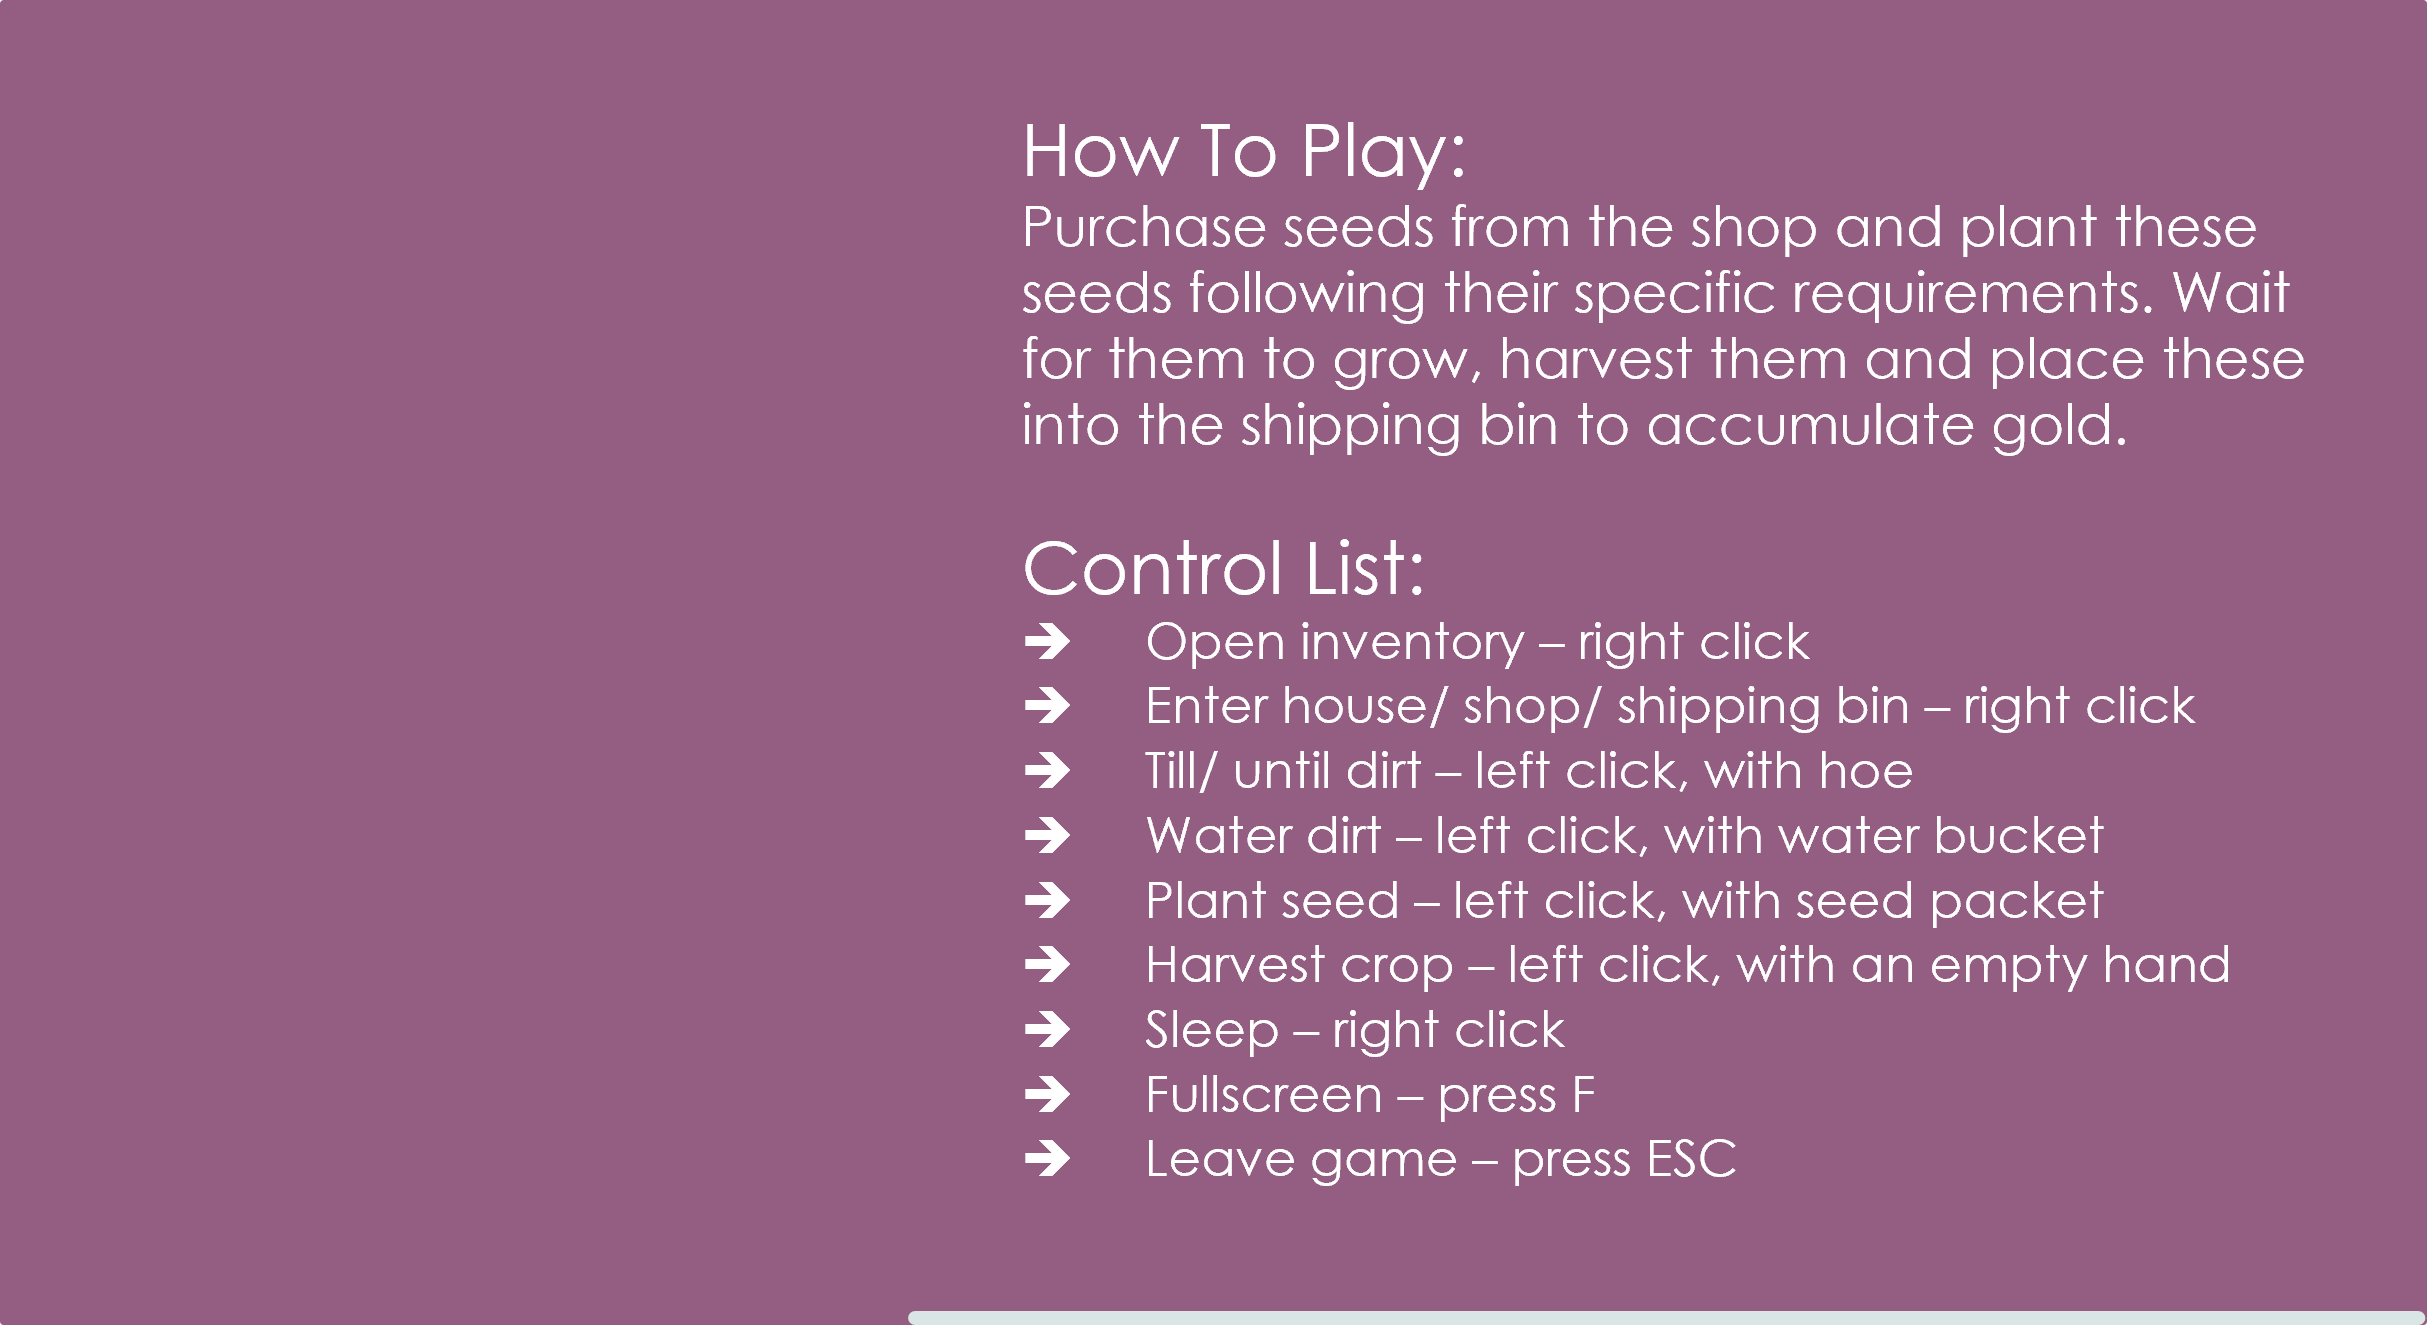 How To Play:
Purchase seeds from the shop and plant these
seeds following their specific requirements. Wait
for them to grow, harvest them and place these
into the shipping bin to accumulate gold.
Control List:
➔ Open inventory – right click
➔ Enter house/ shop/ shipping bin – right click
➔ Till/ until dirt – left click, with hoe
➔ Water dirt – left click, with water bucket
➔ Plant seed – left click, with seed packet
➔ Harvest crop – left click, with an empty hand
➔ Sleep – right click
➔ Fullscreen – press F
➔ Leave game – press ESC